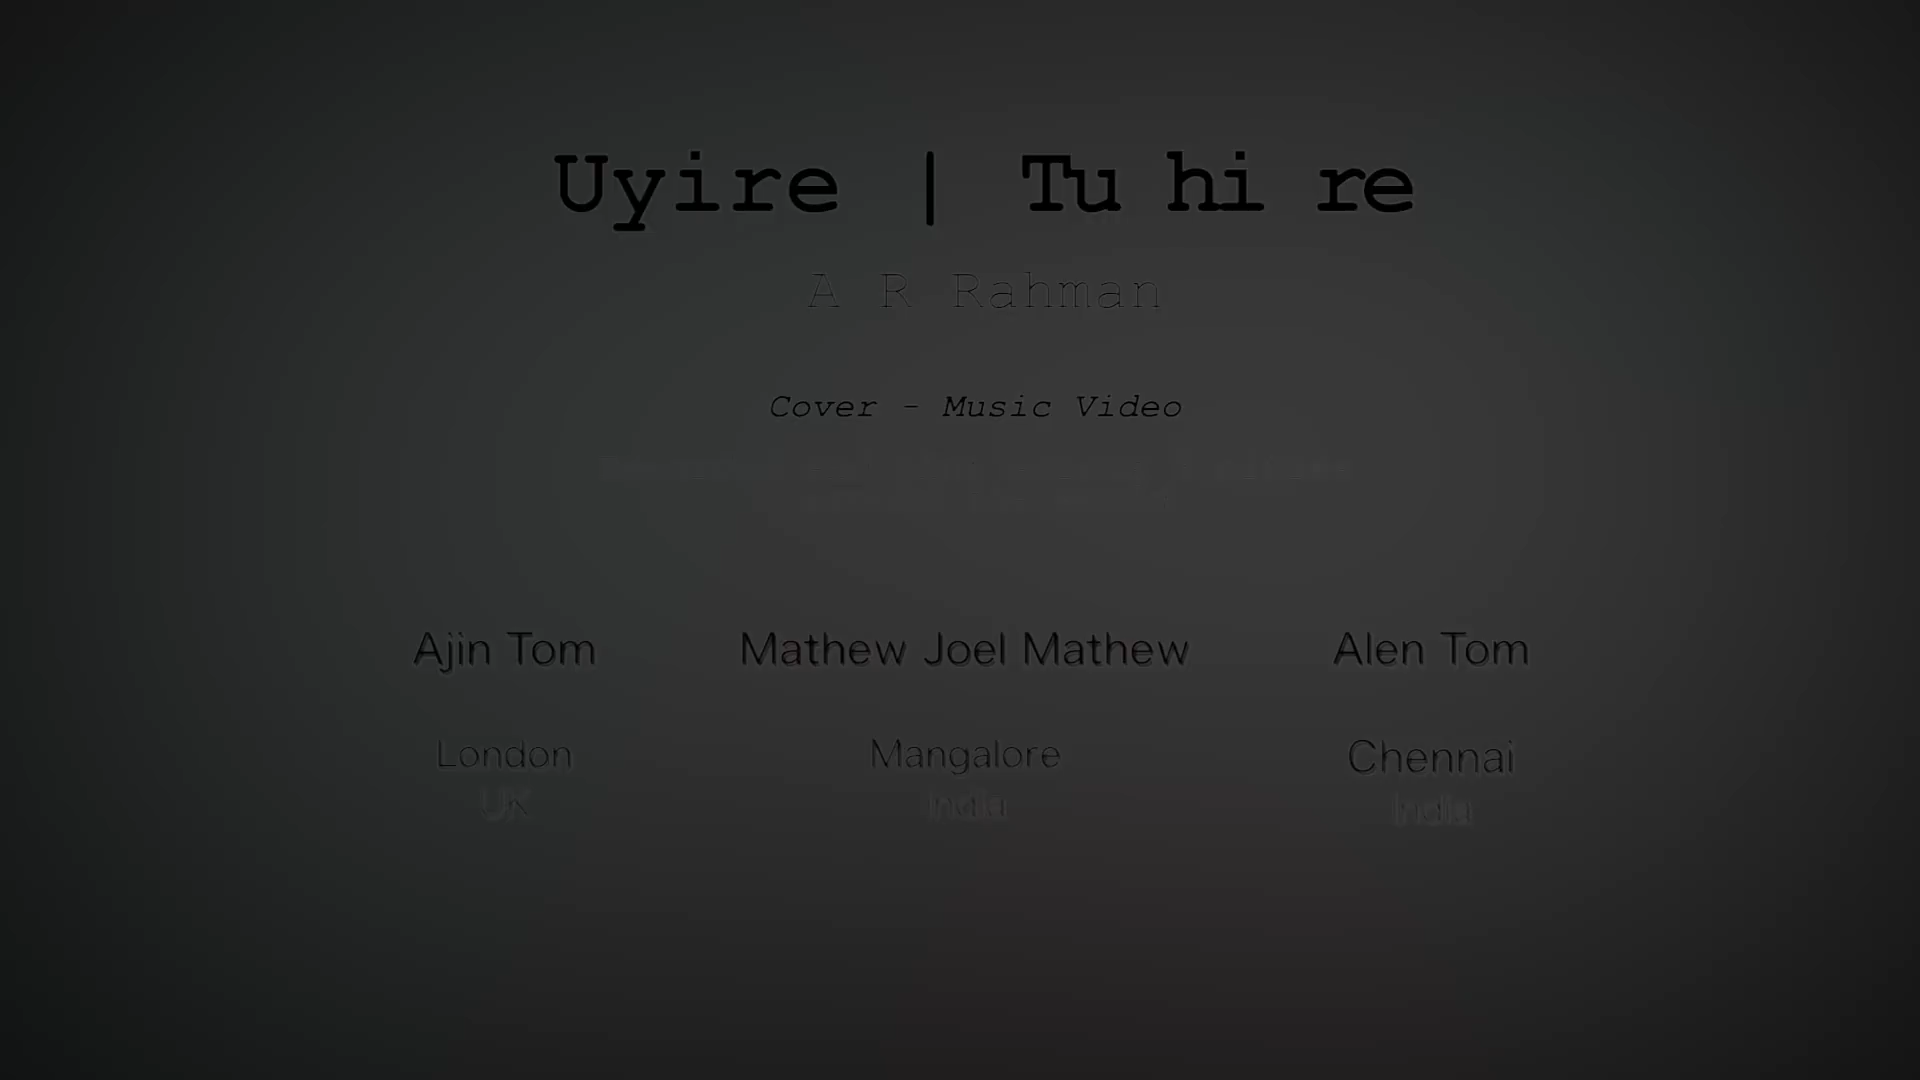 Uyire | Tu hi re
A R Rahman
Cover - Music Video
Ajin Tom Mathew Joel Mathew Alen Tom
London Mangalore Chennai
UK India India